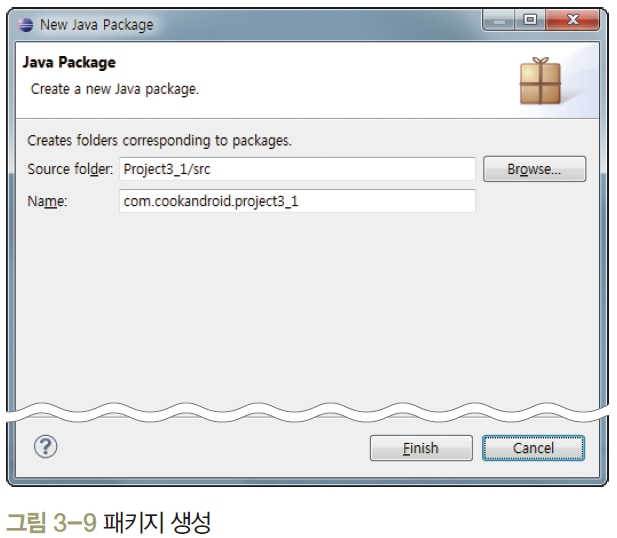 New Java Package
Java Package
Create a new Java package.
Creates folders corresponding to packages.
Source folder: Project3_1/src Browse...
Name: com.cookandroid.project3_1
? Finish Cancel
그림 3-9 패키지 생성